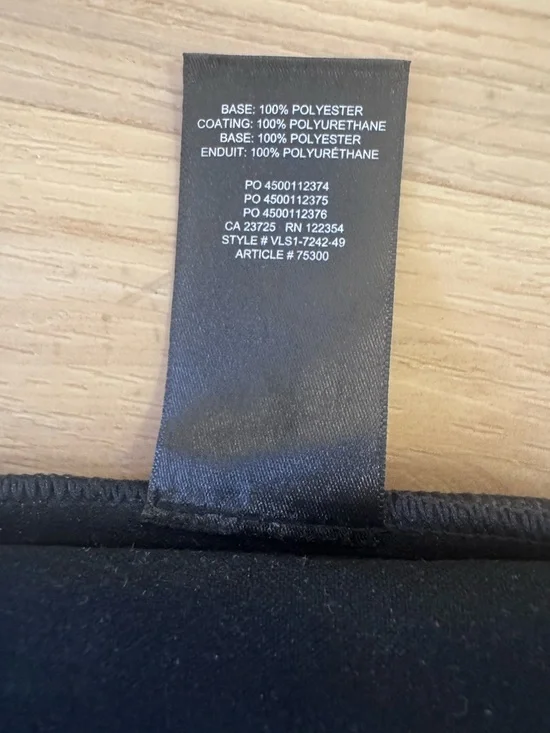 BASE: 100% POLYESTER
COATING: 100% POLYURETHANE
BASE: 100% POLYESTER
ENDUIT: 100% POLYURÉTHANE
PO 4500112374
PO 4500112375
PO 4500112376
CA 23725 RN 122354
STYLE # VLS1-7242-49
ARTICLE # 75300